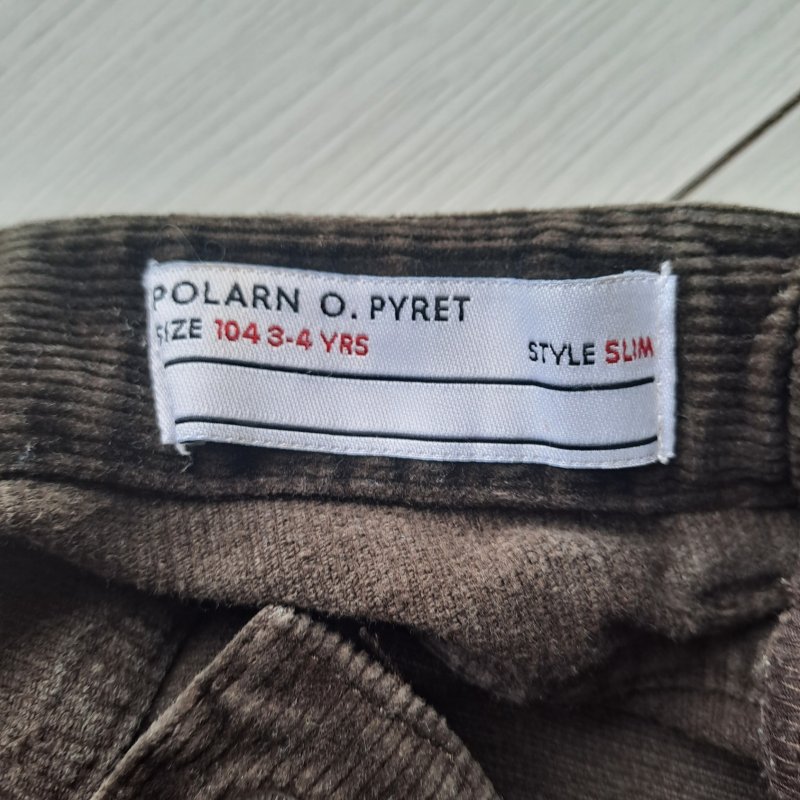 POLARN O. PYRET
SIZE 104 3-4 YRS
STYLE SLIM